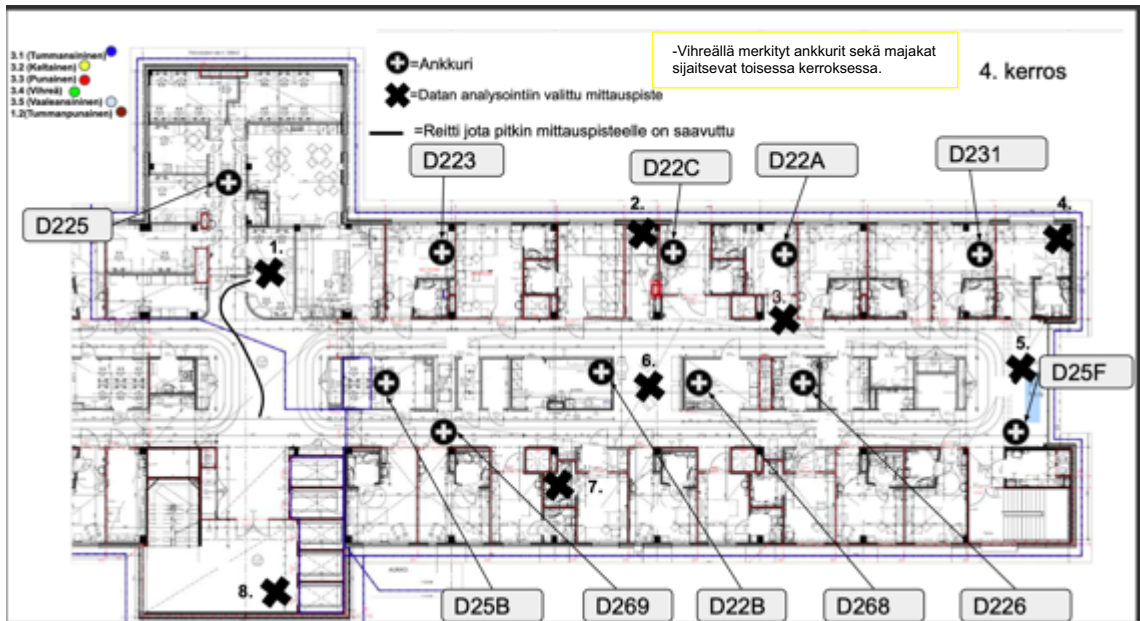 3.1 (Tummansininen)
3.2 (Keltainen)
3.3 (Punainen)
3.4 (Vihreä)
3.5 (Vaaleansininen)
1.2(Tummanpunainen)
=Ankkuri
=Datan analysointiin valittu mittauspiste
=Reitti jota pitkin mittauspisteelle on saavuttu
-Vihreällä merkityt ankkurit sekä majakat
sijaitsevat toisessa kerroksessa.
4. kerros
D223
D22C
D22A
D231
D225
1.
2.
3.
4.
5.
6.
7.
8.
D25F
D25B
D269
D22B
D268
D226